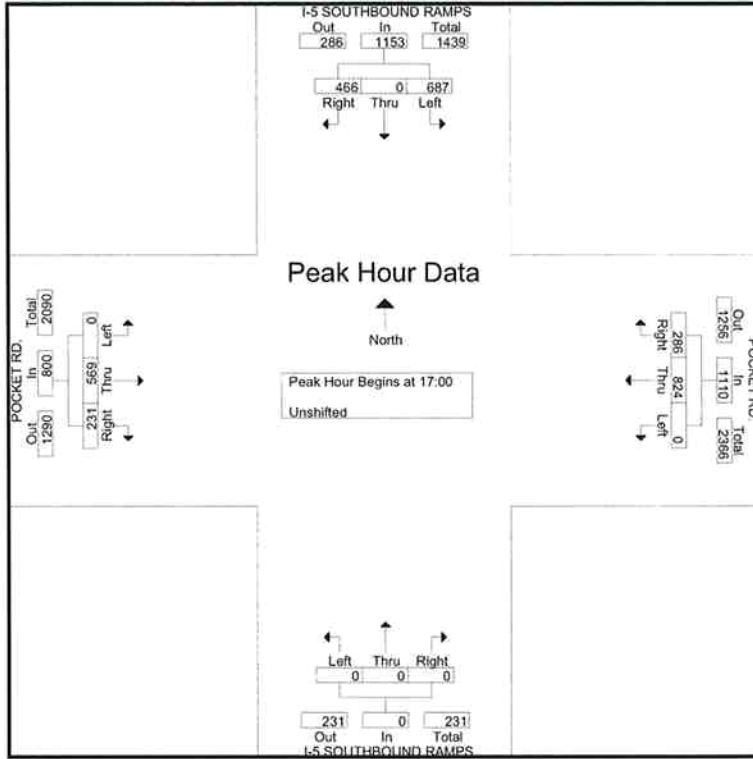 I-5 SOUTHBOUND RAMPS
Out In Total
286 1153 1439
466 0 687
Right Thru Left
Peak Hour Data
North
Peak Hour Begins at 17:00
Unshifted
POCKET RD.
Out In Total
1290 800 2090
231 569 0
Right Thru Left
Out In Total
1256 1110 2366
286 824 0
Right Thru Left
Left Thru Right
0 0 0
231 0 231
Out In Total
I-5 SOUTHBOUND RAMPS